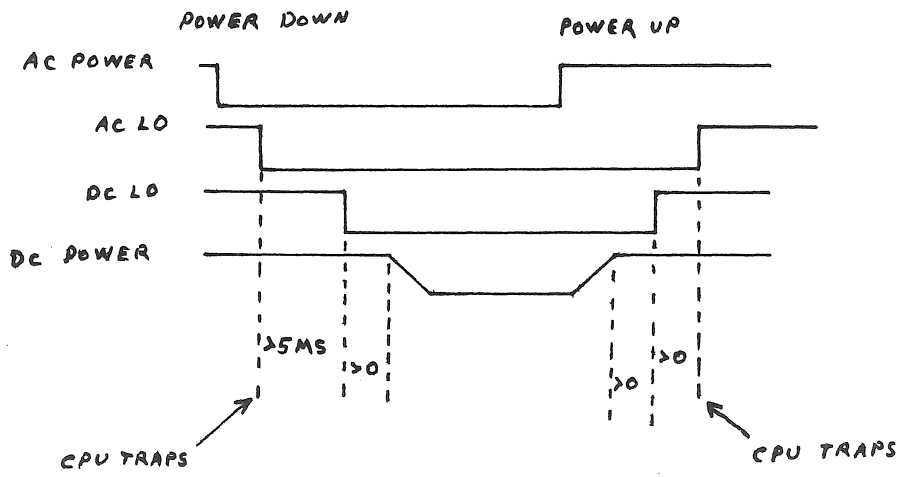 POWER DOWN
POWER UP
AC POWER
AC LO
DC LO
DC POWER
>5MS
>0
>0
>0
CPU TRAPS
CPU TRAPS